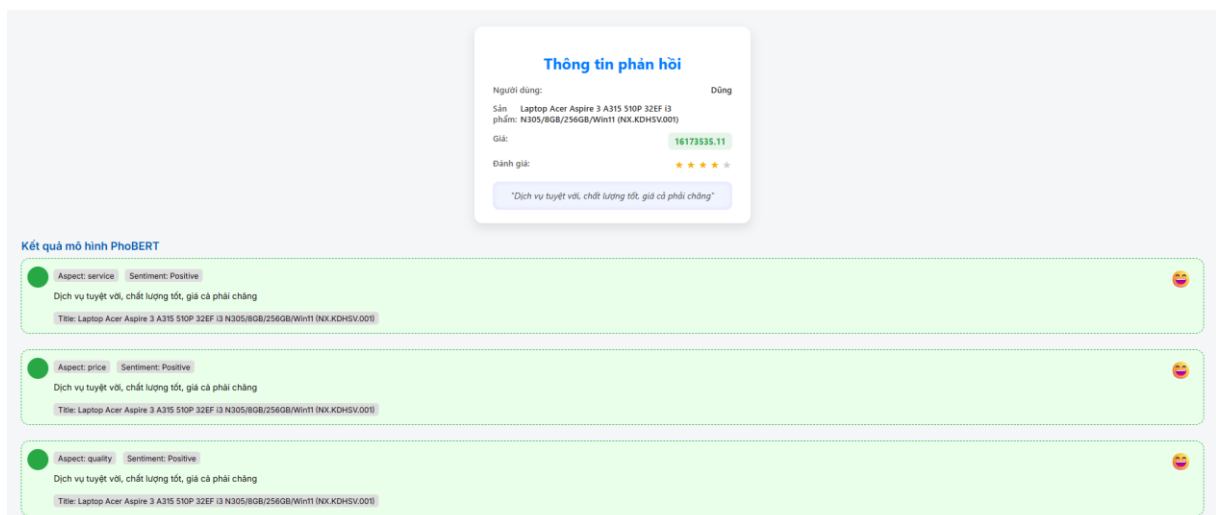 Thông tin phản hồi
Người dùng: Dũng
Sản phẩm: Laptop Acer Aspire 3 A315 510P 32EF i3
N305/8GB/256GB/Win11 (NX.KDHSV.001)
Giá: 16173535.11
Đánh giá: ★ ★ ★ ★ ★
"Dịch vụ tuyệt vời, chất lượng tốt, giá cả phải chăng"
Kết quả mô hình PhoBERT
Aspect: service Sentiment: Positive
Dịch vụ tuyệt vời, chất lượng tốt, giá cả phải chăng
Title: Laptop Acer Aspire 3 A315 510P 32EF i3 N305/8GB/256GB/Win11 (NX.KDHSV.001)
Aspect: price Sentiment: Positive
Dịch vụ tuyệt vời, chất lượng tốt, giá cả phải chăng
Title: Laptop Acer Aspire 3 A315 510P 32EF i3 N305/8GB/256GB/Win11 (NX.KDHSV.001)
Aspect: quality Sentiment: Positive
Dịch vụ tuyệt vời, chất lượng tốt, giá cả phải chăng
Title: Laptop Acer Aspire 3 A315 510P 32EF i3 N305/8GB/256GB/Win11 (NX.KDHSV.001)